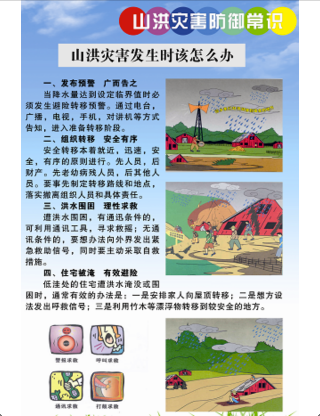 山洪灾害防御常识
山洪灾害发生时该怎么办
一、发布预警 广而告之
当降水量达到设定临界值时必
须发生避险转移预警。通过电台，
广播，电视，手机，对讲机等方式
告知，进入准备转移阶段。
二、组织转移 安全有序
安全转移本着就近，迅速，安
全，有序的原则进行。先人员，后
财产。先老幼病残人员，后其他人
员。要事先制定转移路线和地点，
落实搬离组织人员和具体责任。
三、洪水围困 理性求救
遭洪水围困，有通迅条件的，
可利用通讯工具，寻求救援；无通
讯条件的，要想办法向外界发出紧
急救助信号，同时要主动采取自救
措施。
四、住宅被淹 有效避险
低洼处的住宅遭洪水淹没或围
困时，通常有效的办法是：一是安排家人向屋顶转移；二是想方设
法发出呼救信号；三是利用竹木等漂浮物转移到较安全的地方。
警报求救 呼叫求救
通讯求救 打鼓求救